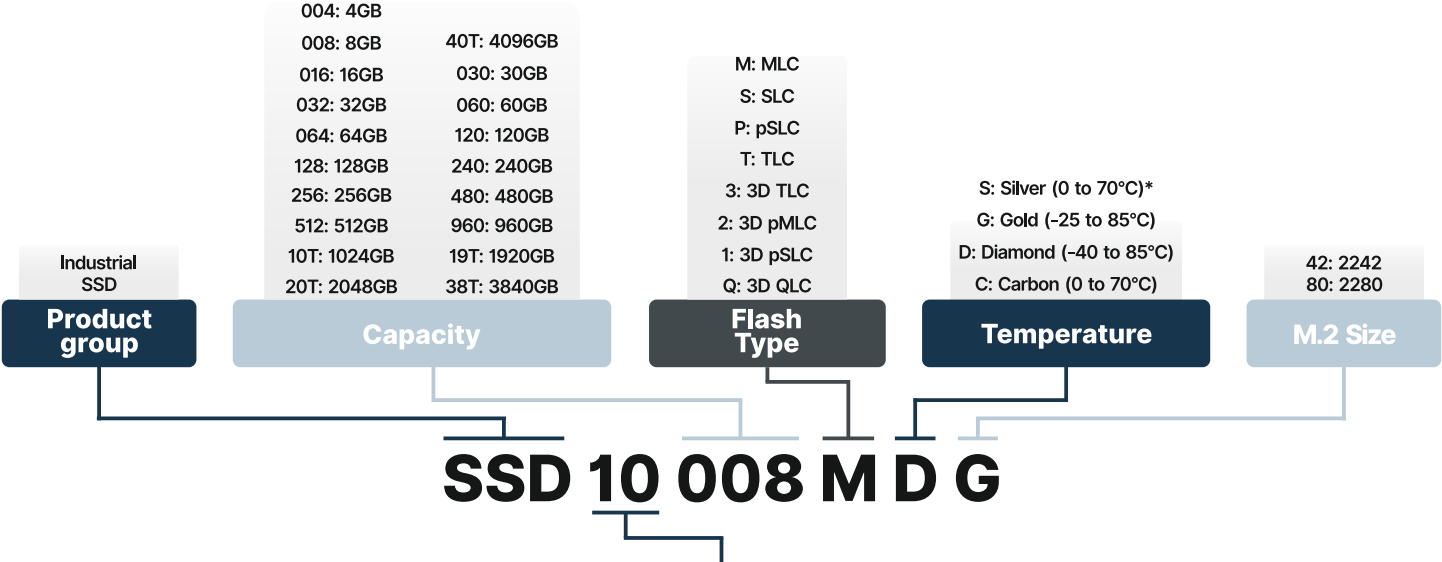 004: 4GB
008: 8GB
016: 16GB
032: 32GB
064: 64GB
128: 128GB
256: 256GB
512: 512GB
10T: 1024GB
20T: 2048GB
40T: 4096GB
030: 30GB
060: 60GB
120: 120GB
240: 240GB
480: 480GB
960: 960GB
19T: 1920GB
38T: 3840GB
M: MLC
S: SLC
P: pSLC
T: TLC
3: 3D TLC
2: 3D pMLC
1: 3D pSLC
Q: 3D QLC
S: Silver (0 to 70°C)*
G: Gold (-25 to 85°C)
D: Diamond (-40 to 85°C)
C: Carbon (0 to 70°C)
42: 2242
80: 2280
Industrial
SSD
Product
group
Capacity
Flash
Type
Temperature
M.2 Size
SSD 10 008 M D G